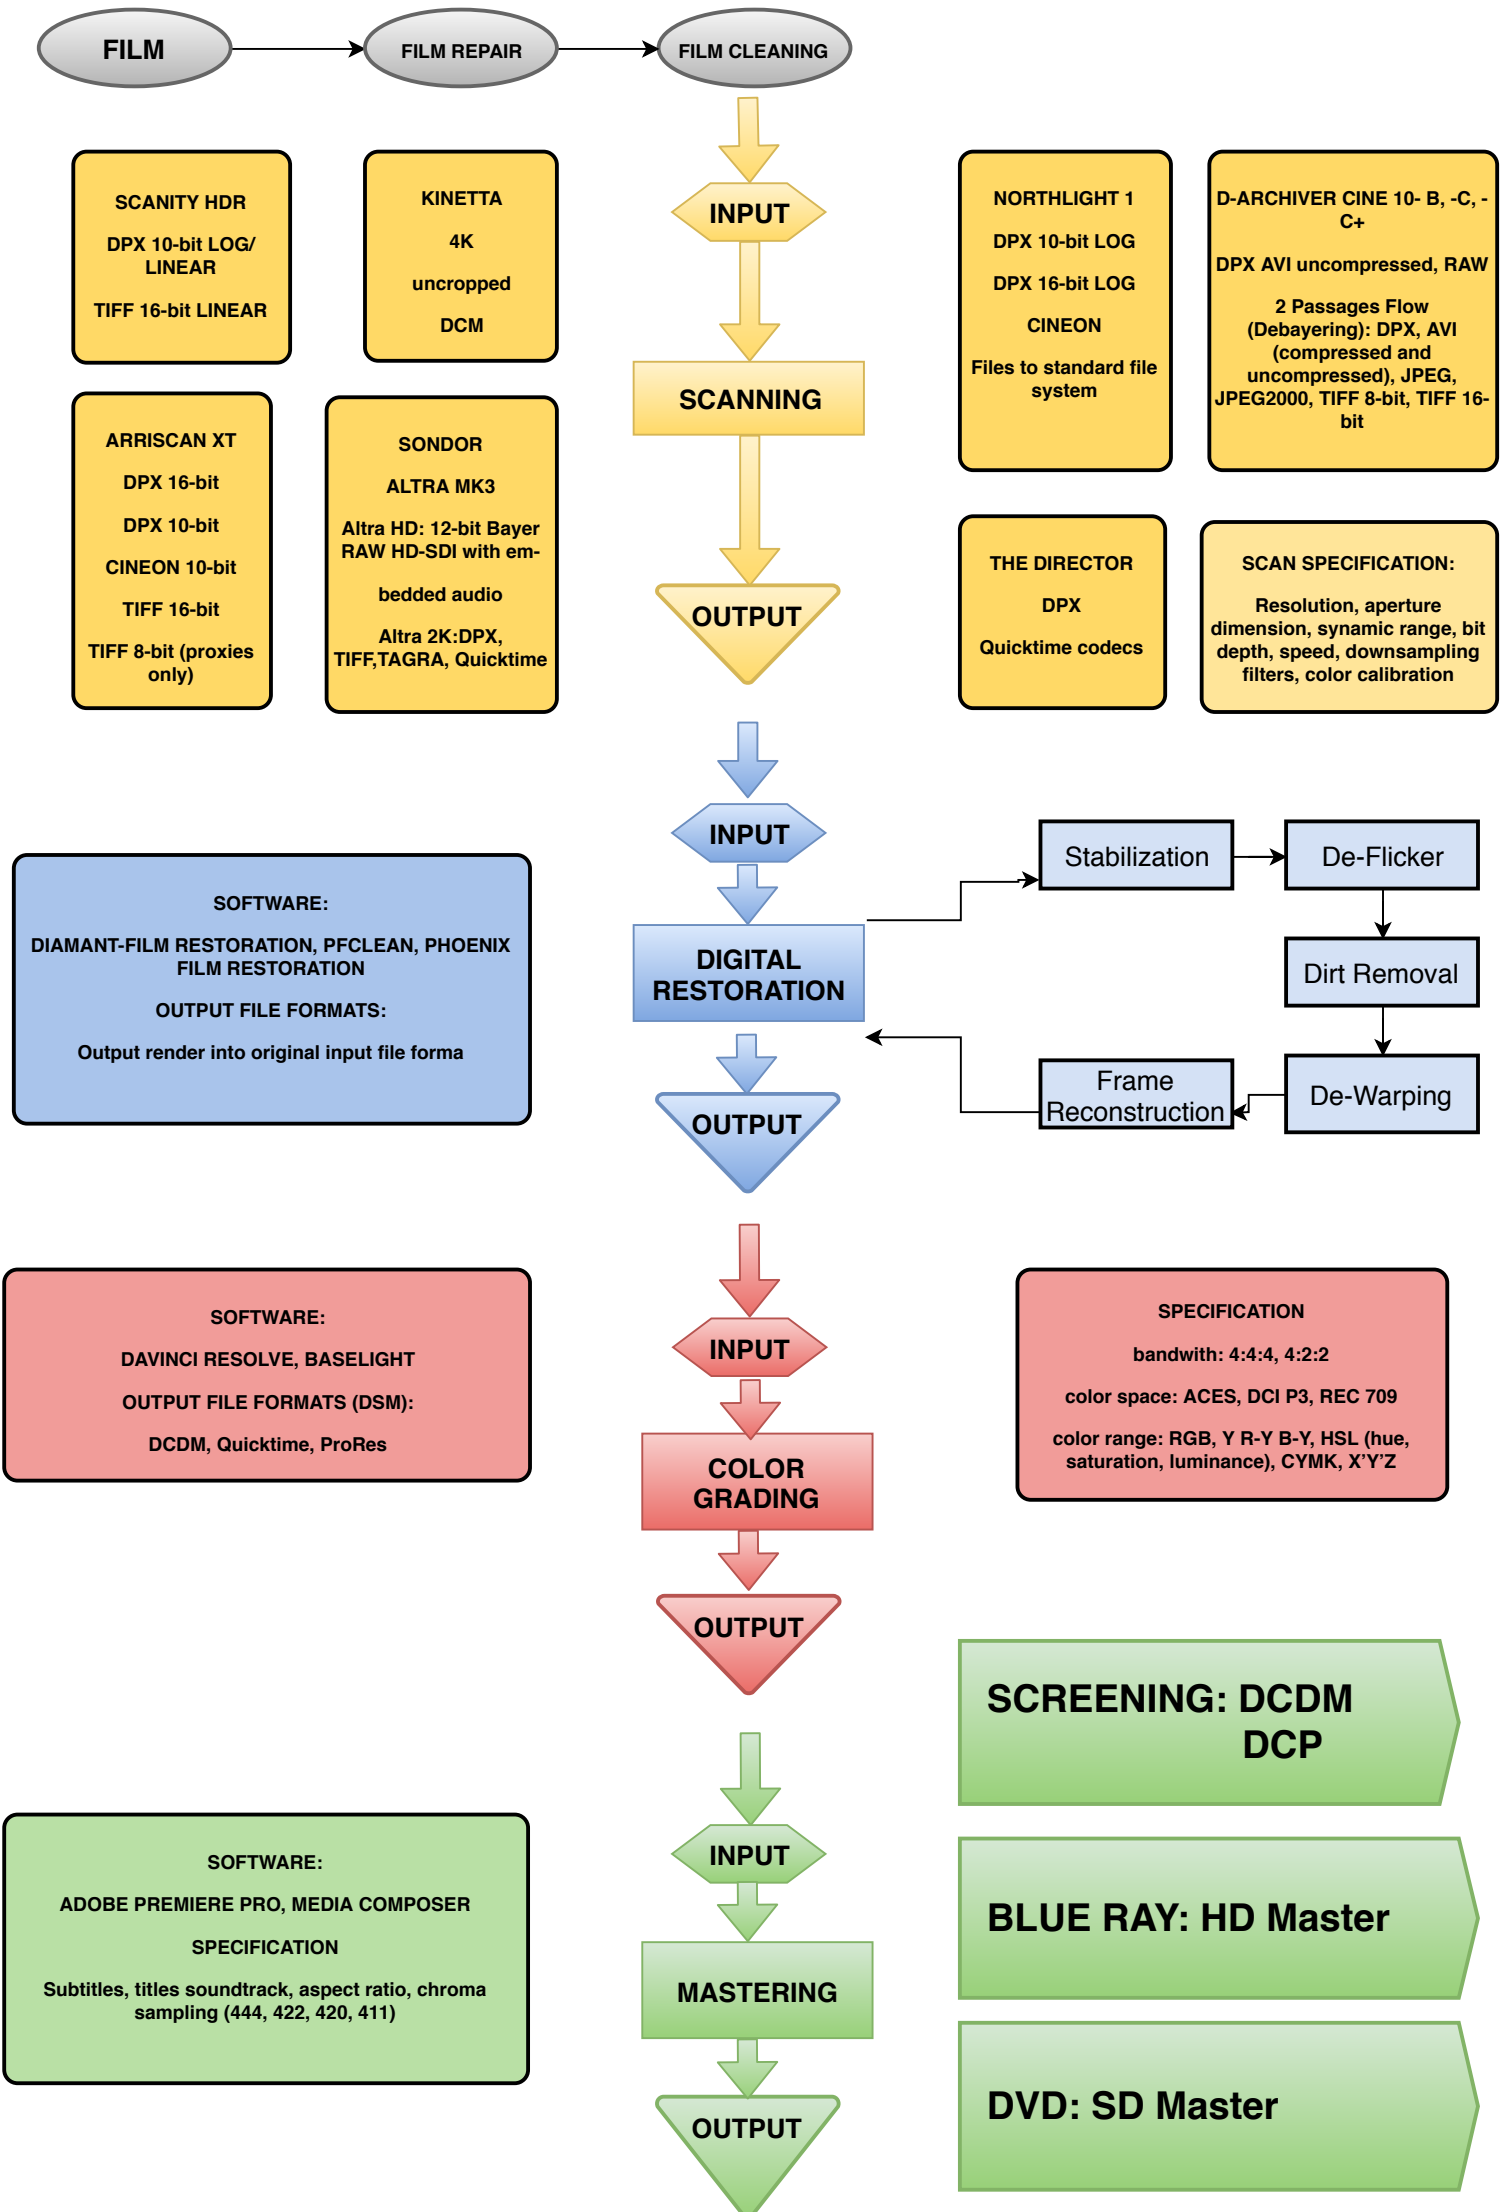 FILM
FILM REPAIR
FILM CLEANING
INPUT
SCANNING
OUTPUT
SCANITY HDR
DPX 10-bit LOG/
LINEAR
TIFF 16-bit LINEAR
KINETTA
4K
uncropped
DCM
ARRISCAN XT
DPX 16-bit
DPX 10-bit
CINEON 10-bit
TIFF 16-bit
TIFF 8-bit (proxies
only)
SONDOR
ALTRA MK3
Altra HD: 12-bit Bayer
RAW HD-SDI with em-
bedded audio
Altra 2K:DPX,
TIFF,TAGRA, Quicktime
NORTHLIGHT 1
DPX 10-bit LOG
DPX 16-bit LOG
CINEON
Files to standard file
system
D-ARCHIVER CINE 10- B, -C, -
C+
DPX AVI uncompressed, RAW
2 Passages Flow
(Debayering): DPX, AVI
(compressed and
uncompressed), JPEG,
JPEG2000, TIFF 8-bit, TIFF 16-
bit
THE DIRECTOR
DPX
Quicktime codecs
SCAN SPECIFICATION:
Resolution, aperture
dimension, synamic range, bit
depth, speed, downsampling
filters, color calibration
INPUT
DIGITAL
RESTORATION
OUTPUT
SOFTWARE:
DIAMANT-FILM RESTORATION, PFCLEAN, PHOENIX
FILM RESTORATION
OUTPUT FILE FORMATS:
Output render into original input file forma
Stabilization
De-Flicker
Dirt Removal
De-Warping
Frame
Reconstruction
INPUT
COLOR
GRADING
OUTPUT
SOFTWARE:
DAVINCI RESOLVE, BASELIGHT
OUTPUT FILE FORMATS (DSM):
DCDM, Quicktime, ProRes
SPECIFICATION
bandwith: 4:4:4, 4:2:2
color space: ACES, DCI P3, REC 709
color range: RGB, Y R-Y B-Y, HSL (hue,
saturation, luminance), CYMK, X'Y'Z
INPUT
MASTERING
OUTPUT
SOFTWARE:
ADOBE PREMIERE PRO, MEDIA COMPOSER
SPECIFICATION
Subtitles, titles soundtrack, aspect ratio, chroma
sampling (444, 422, 420, 411)
SCREENING: DCDM
DCP
BLUE RAY: HD Master
DVD: SD Master